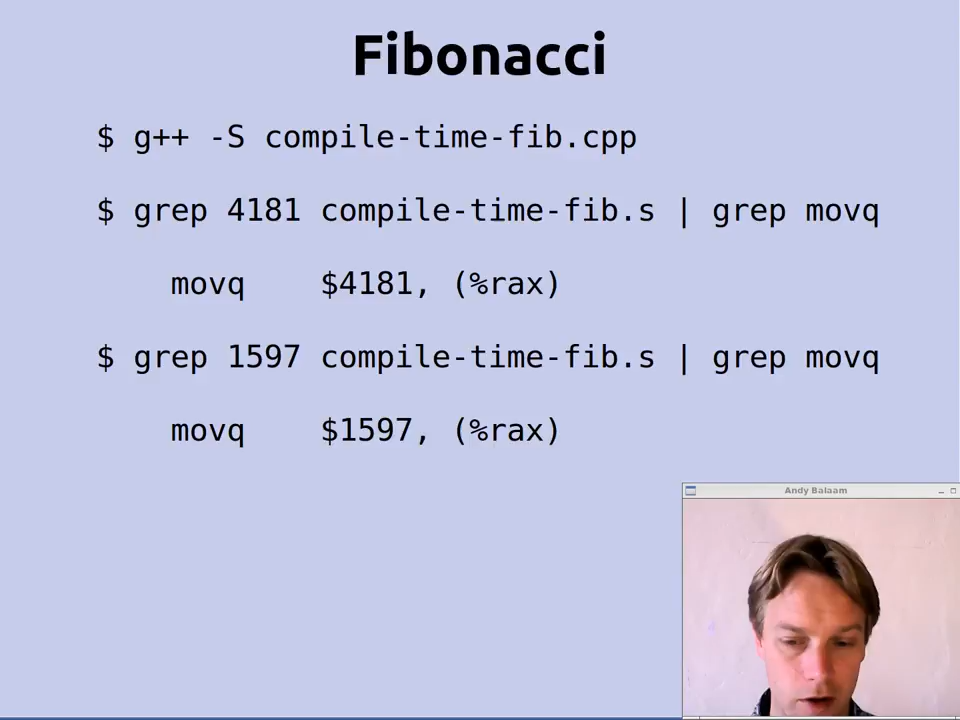 Fibonacci
$ g++ -S compile-time-fib.cpp
$ grep 4181 compile-time-fib.s | grep movq
movq    $4181, (%rax)
$ grep 1597 compile-time-fib.s | grep movq
movq    $1597, (%rax)
Andy Balaam